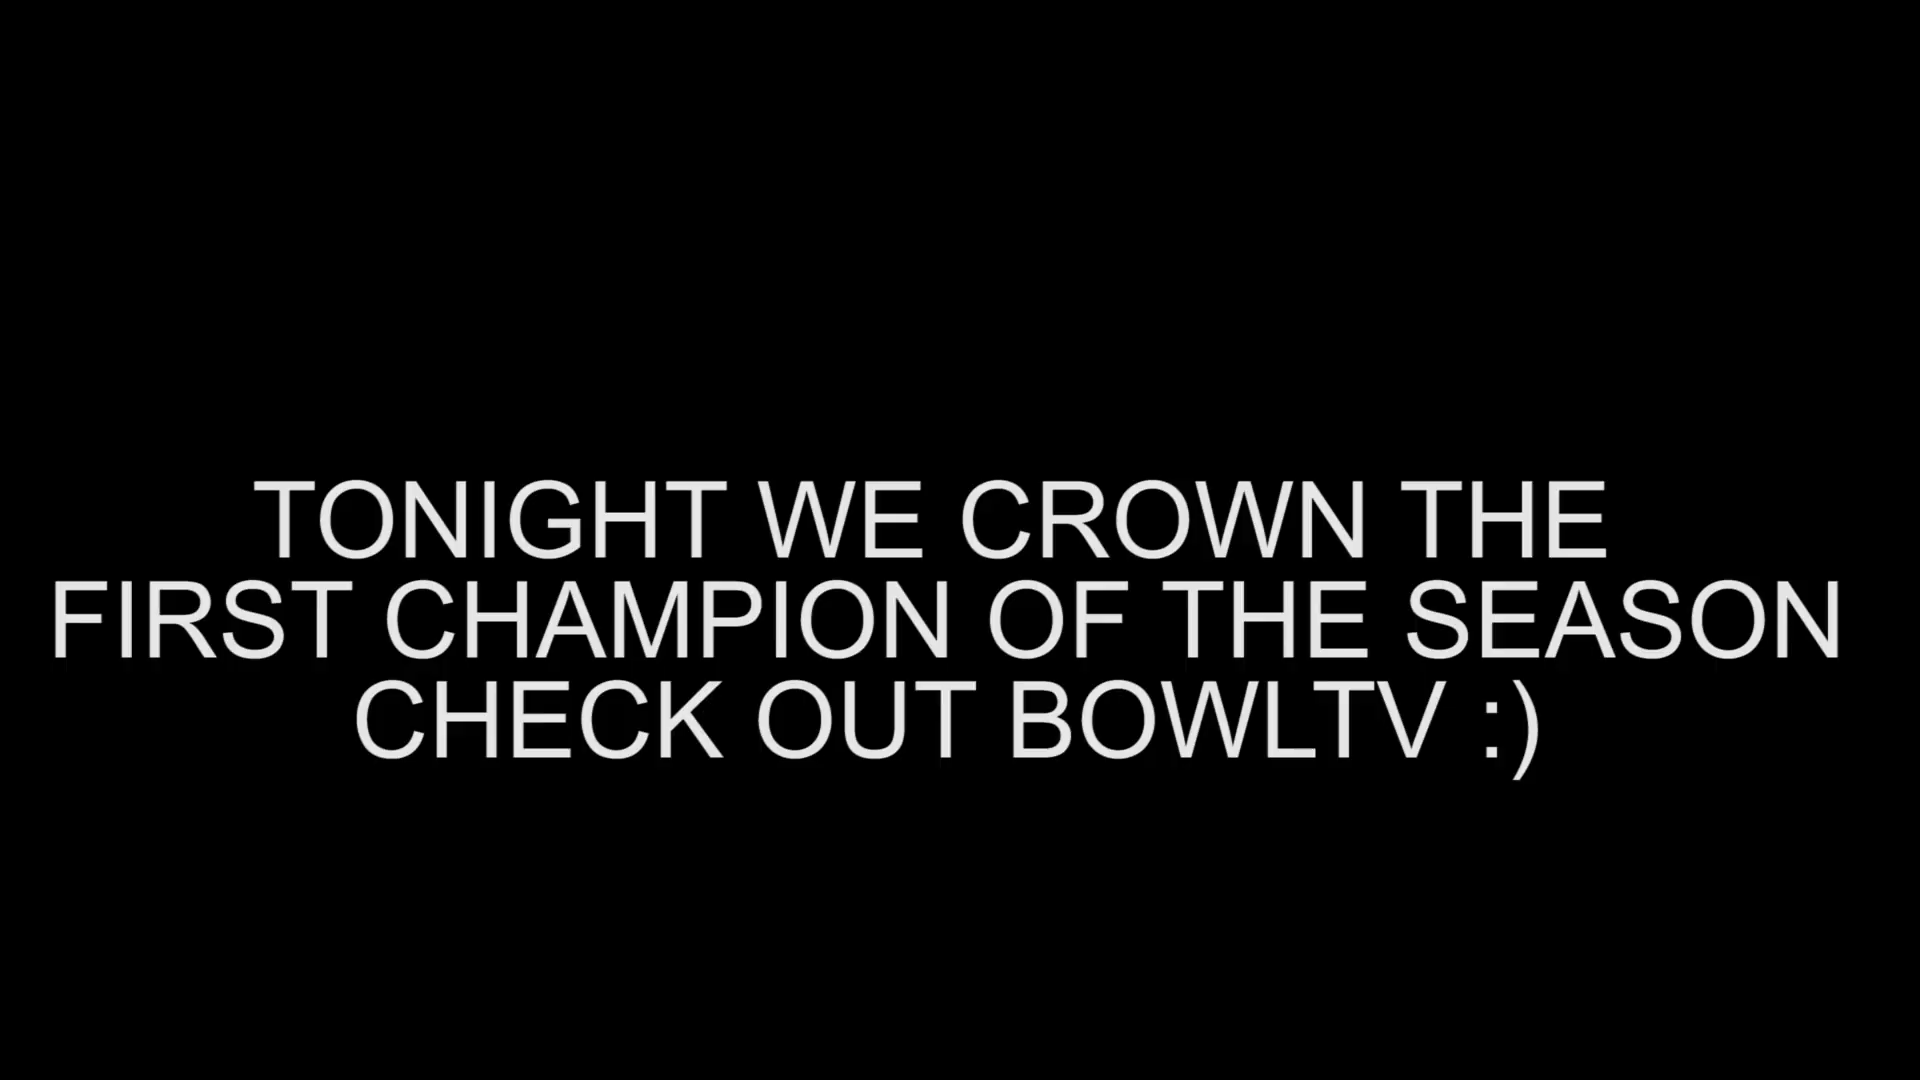 TONIGHT WE CROWN THE
FIRST CHAMPION OF THE SEASON
CHECK OUT BOWLTV :)